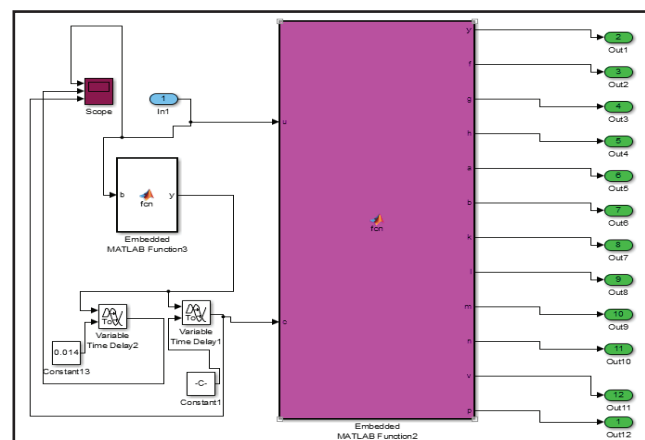 Scope
1
In1
b
fcn
y
Embedded
MATLAB Function3
To
Variable
Time Delay2
0.014
Constant13
To
Variable
Time Delay1
-C-
Constant1
u
o
fcn
y
f
g
h
a
b
k
l
m
n
v
p
Embedded
MATLAB Function2
2
Out1
3
Out2
4
Out3
5
Out4
6
Out5
7
Out6
8
Out7
9
Out8
10
Out9
11
Out10
12
Out11
1
Out12